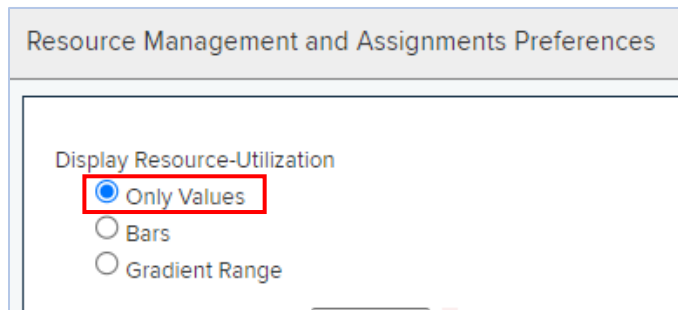 Resource Management and Assignments Preferences
Display Resource-Utilization
Only Values
Bars
Gradient Range